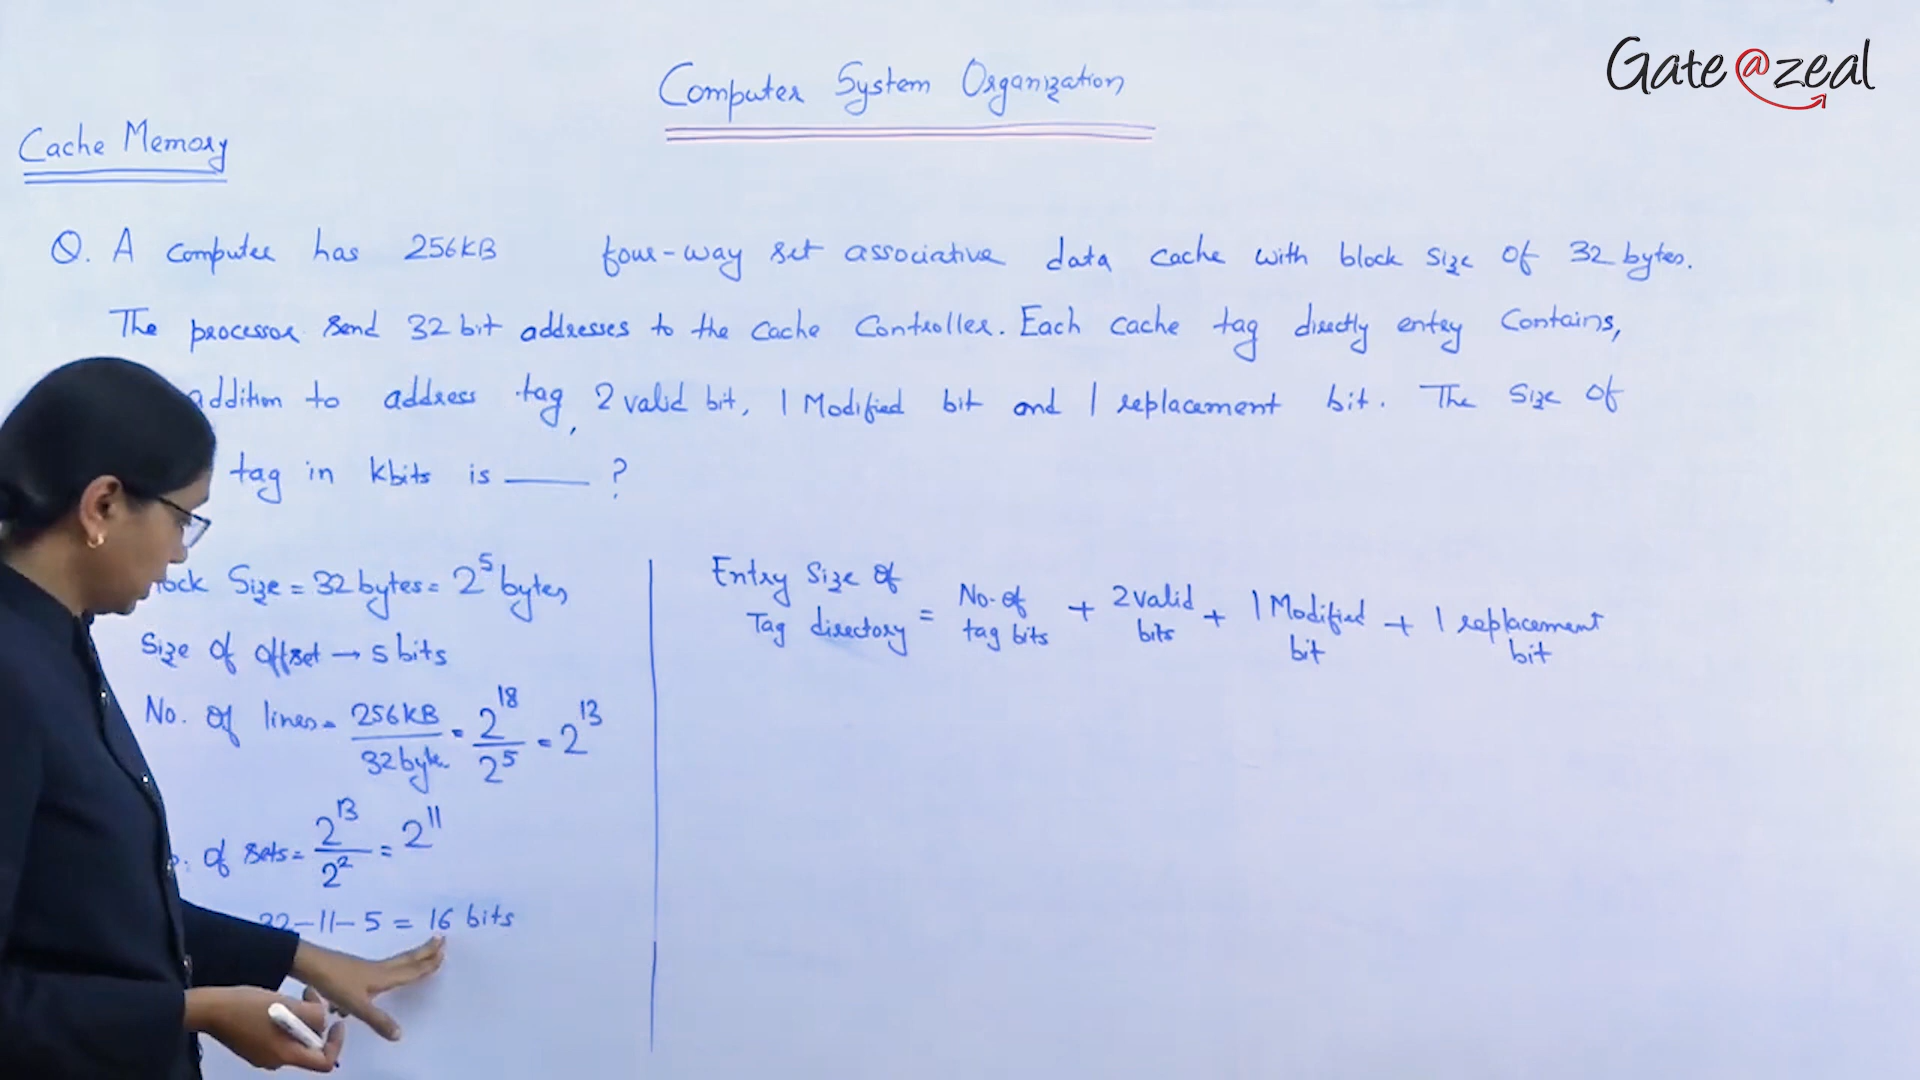 Gate@zeal
Computer System Organization
Cache Memory
Q. A computer has 256KB four-way set associative data cache with block size of 32 bytes.
The processor send 32 bit addresses to the cache controller. Each cache tag directly entry contains,
addition to address tag, 2 valid bit, 1 Modified bit and 1 replacement bit. The size of
tag in kbits is ____ ?
ock Size = 32 bytes = 2^5 bytes
Size of offset → 5 bits
No. of lines = 256KB / 32 byte = 2^18 / 2^5 = 2^13
. of sets = 2^13 / 2^2 = 2^11
32-11-5 = 16 bits
Entry Size of Tag directory = No. of tag bits + 2 valid bits + 1 Modified bit + 1 replacement bit